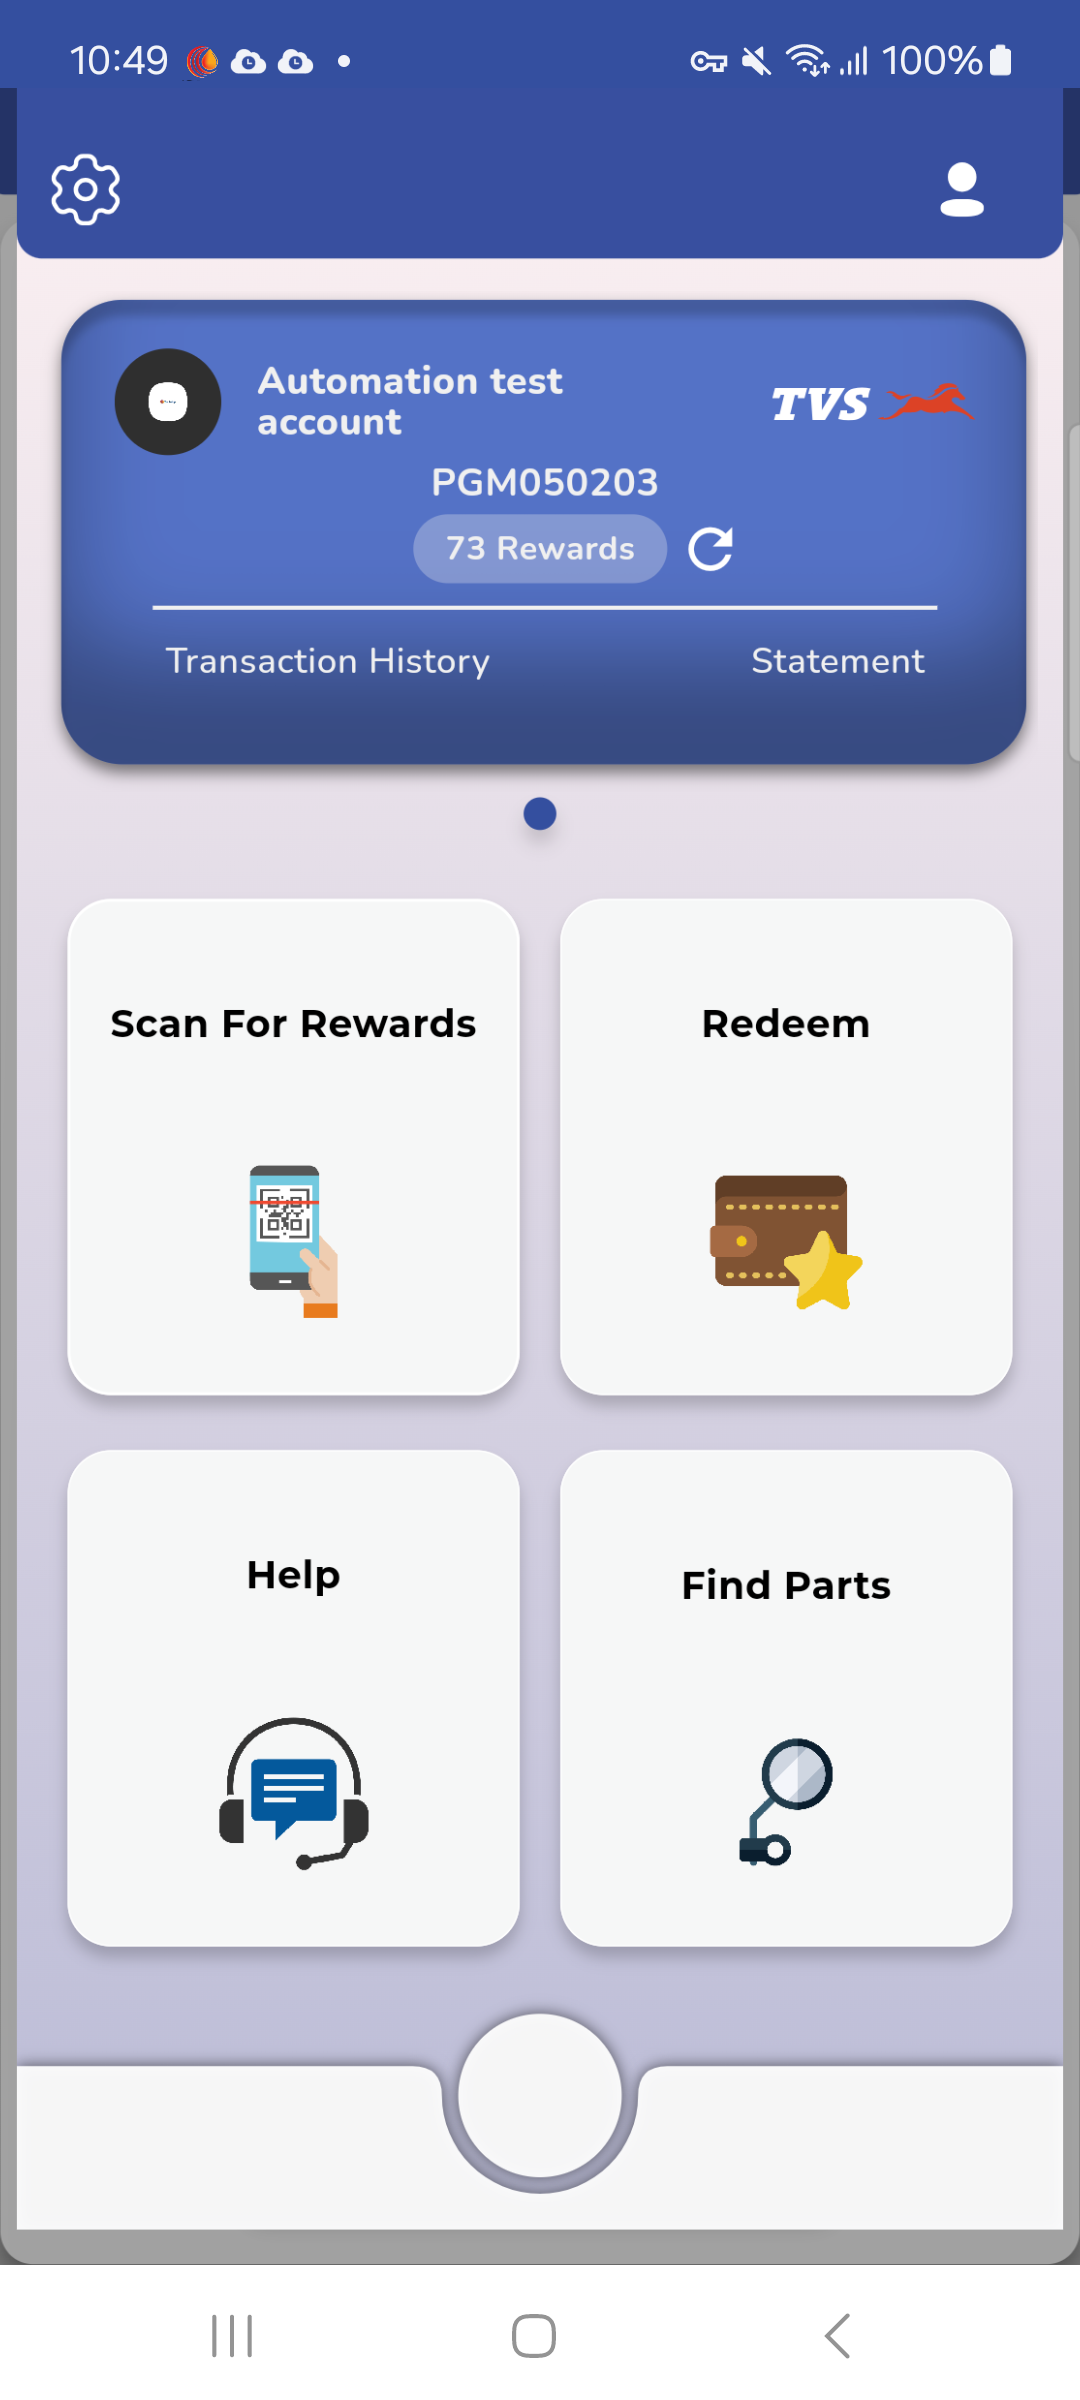 10:49
100%
Automation test
account
TVS
PGM050203
73 Rewards
Transaction History
Statement
Scan For Rewards
Redeem
Help
Find Parts